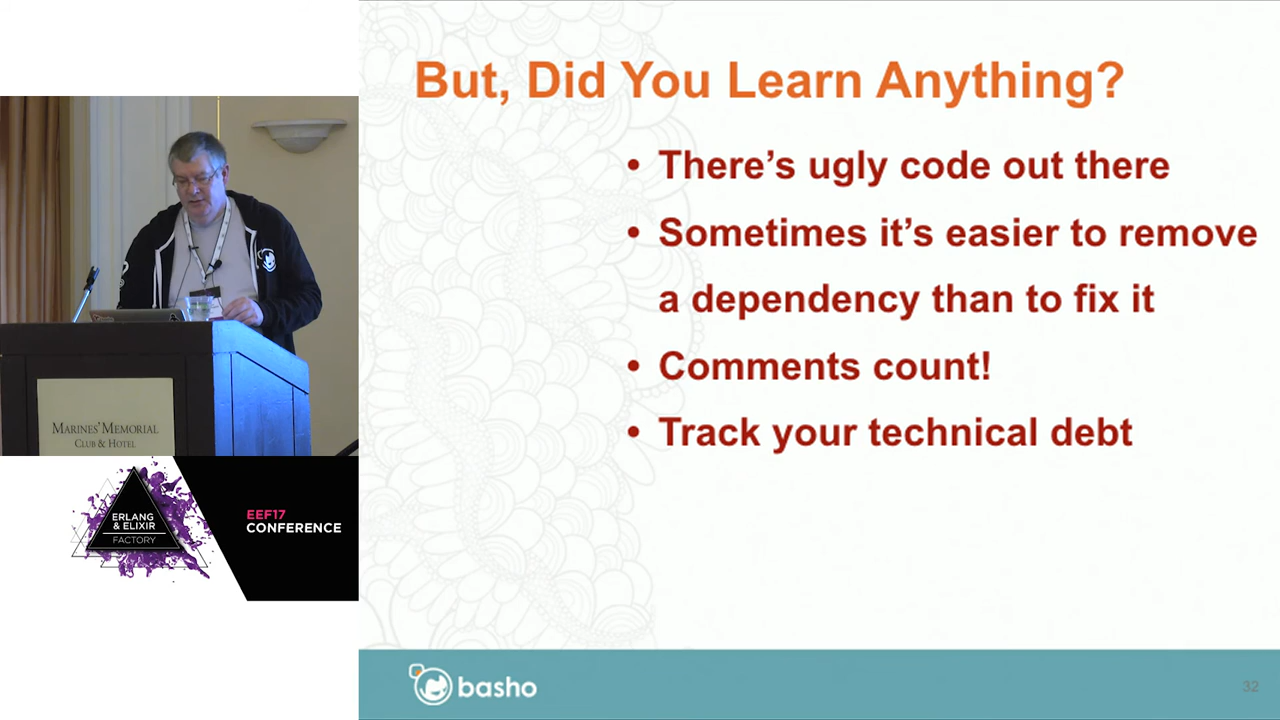 But, Did You Learn Anything?
• There's ugly code out there
• Sometimes it's easier to remove
a dependency than to fix it
• Comments count!
• Track your technical debt
MARINES' MEMORIAL
CLUB & HOTEL
ERLANG
& ELIXIR
FACTORY
EEF17
CONFERENCE
basho
32